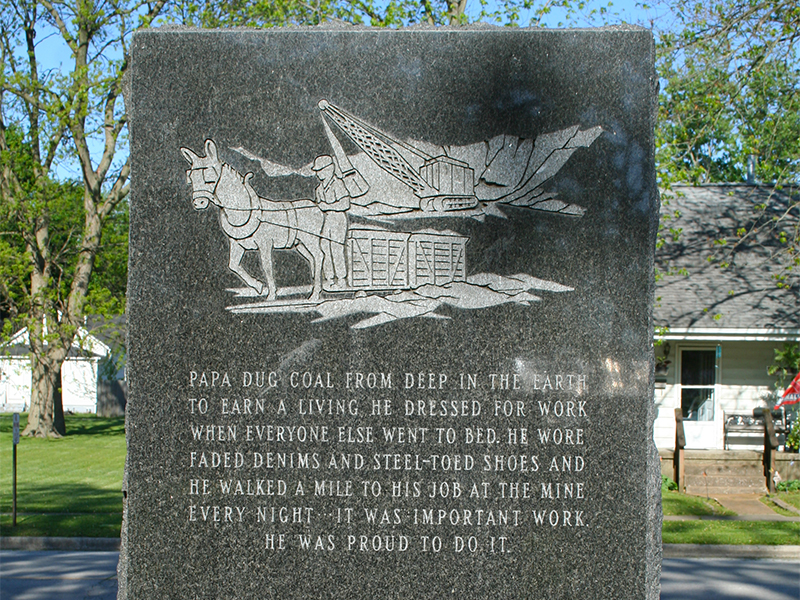 PAPA DUG COAL FROM DEEP IN THE EARTH
TO EARN A LIVING. HE DRESSED FOR WORK
WHEN EVERYONE ELSE WENT TO BED. HE WORE
FADED DENIMS AND STEEL-TOED SHOES AND
HE WALKED A MILE TO HIS JOB AT THE MINE
EVERY NIGHT...IT WAS IMPORTANT WORK.
HE WAS PROUD TO DO IT.